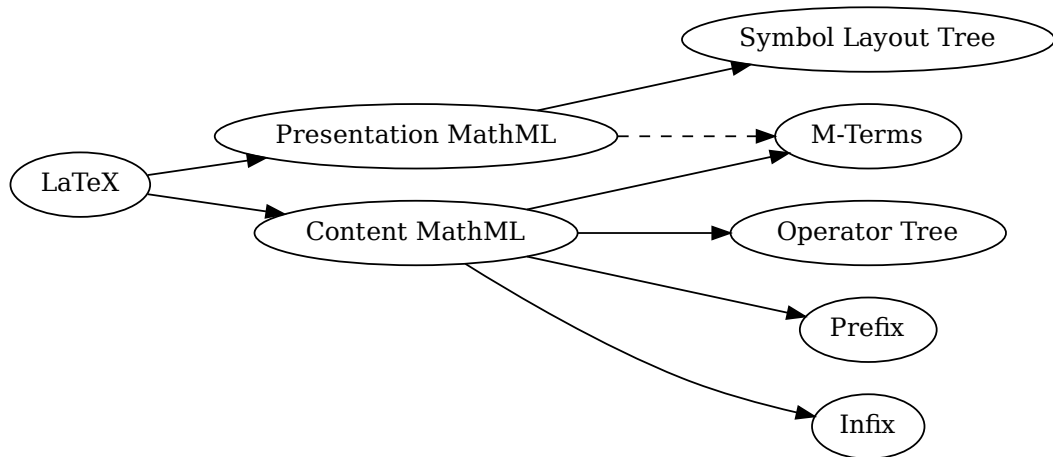 Symbol Layout Tree
Presentation MathML
M-Terms
LaTeX
Content MathML
Operator Tree
Prefix
Infix